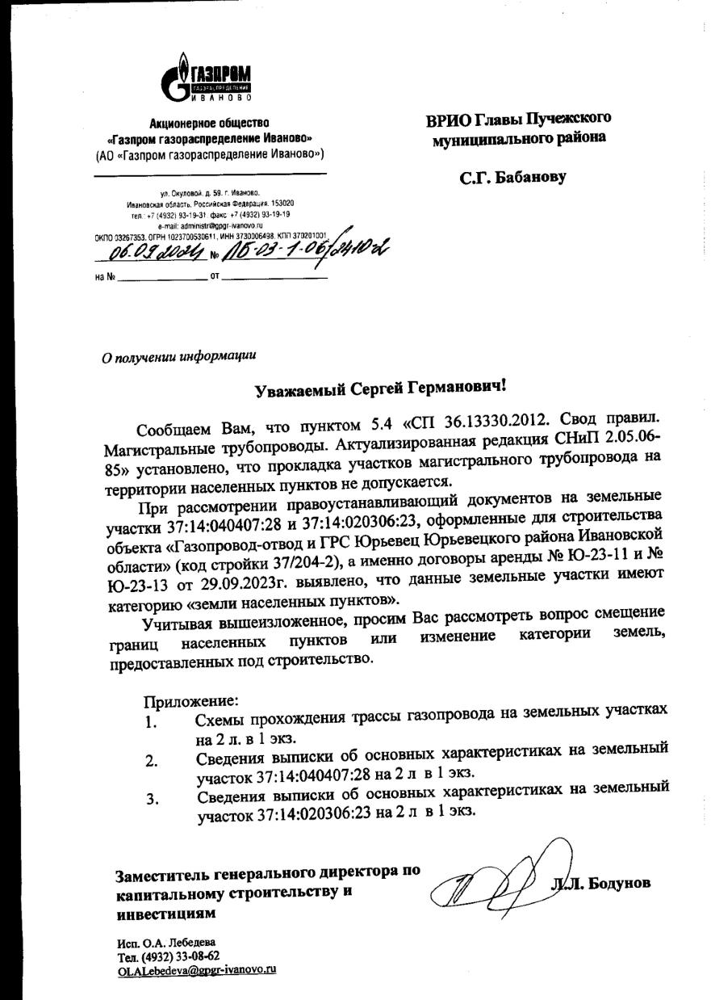 ГАЗПРОМ
ГАЗОРАСПРЕДЕЛЕНИЕ
ИВАНОВО
Акционерное общество
«Газпром газораспределение Иваново»
(АО «Газпром газораспределение Иваново»)
ул. Окуловой, д. 59, г. Иваново,
Ивановская область, Российская Федерация, 153020
тел.: +7 (4932) 93-19-31, факс: +7 (4932) 93-19-19
e-mail: administr@gpgr-ivanovo.ru
ОКПО 03267353, ОГРН 1023700530611, ИНН 3730006498, КПП 370201001
06.09.2024 № ЛБ-03-1-06/2410-2
на № от
ВРИО Главы Пучежского
муниципального района
С.Г. Бабанову
О получении информации
Уважаемый Сергей Германович!
Сообщаем Вам, что пунктом 5.4 «СП 36.13330.2012. Свод правил.
Магистральные трубопроводы. Актуализированная редакция СНиП 2.05.06-
85» установлено, что прокладка участков магистрального трубопровода на
территории населенных пунктов не допускается.
При рассмотрении правоустанавливающий документов на земельные
участки 37:14:040407:28 и 37:14:020306:23, оформленные для строительства
объекта «Газопровод-отвод и ГРС Юрьевец Юрьевецкого района Ивановской
области» (код стройки 37/204-2), а именно договоры аренды № Ю-23-11 и №
Ю-23-13 от 29.09.2023г. выявлено, что данные земельные участки имеют
категорию «земли населенных пунктов».
Учитывая вышеизложенное, просим Вас рассмотреть вопрос смещение
границ населенных пунктов или изменение категории земель,
предоставленных под строительство.
Приложение:
1. Схемы прохождения трассы газопровода на земельных участках
на 2 л. в 1 экз.
2. Сведения выписки об основных характеристиках на земельный
участок 37:14:040407:28 на 2 л в 1 экз.
3. Сведения выписки об основных характеристиках на земельный
участок 37:14:020306:23 на 2 л в 1 экз.
Заместитель генерального директора по
капитальному строительству и
инвестициям
Л.Л. Бодунов
Исп. О.А. Лебедева
Тел. (4932) 33-08-62
OLALebedeva@gpgr-ivanovo.ru